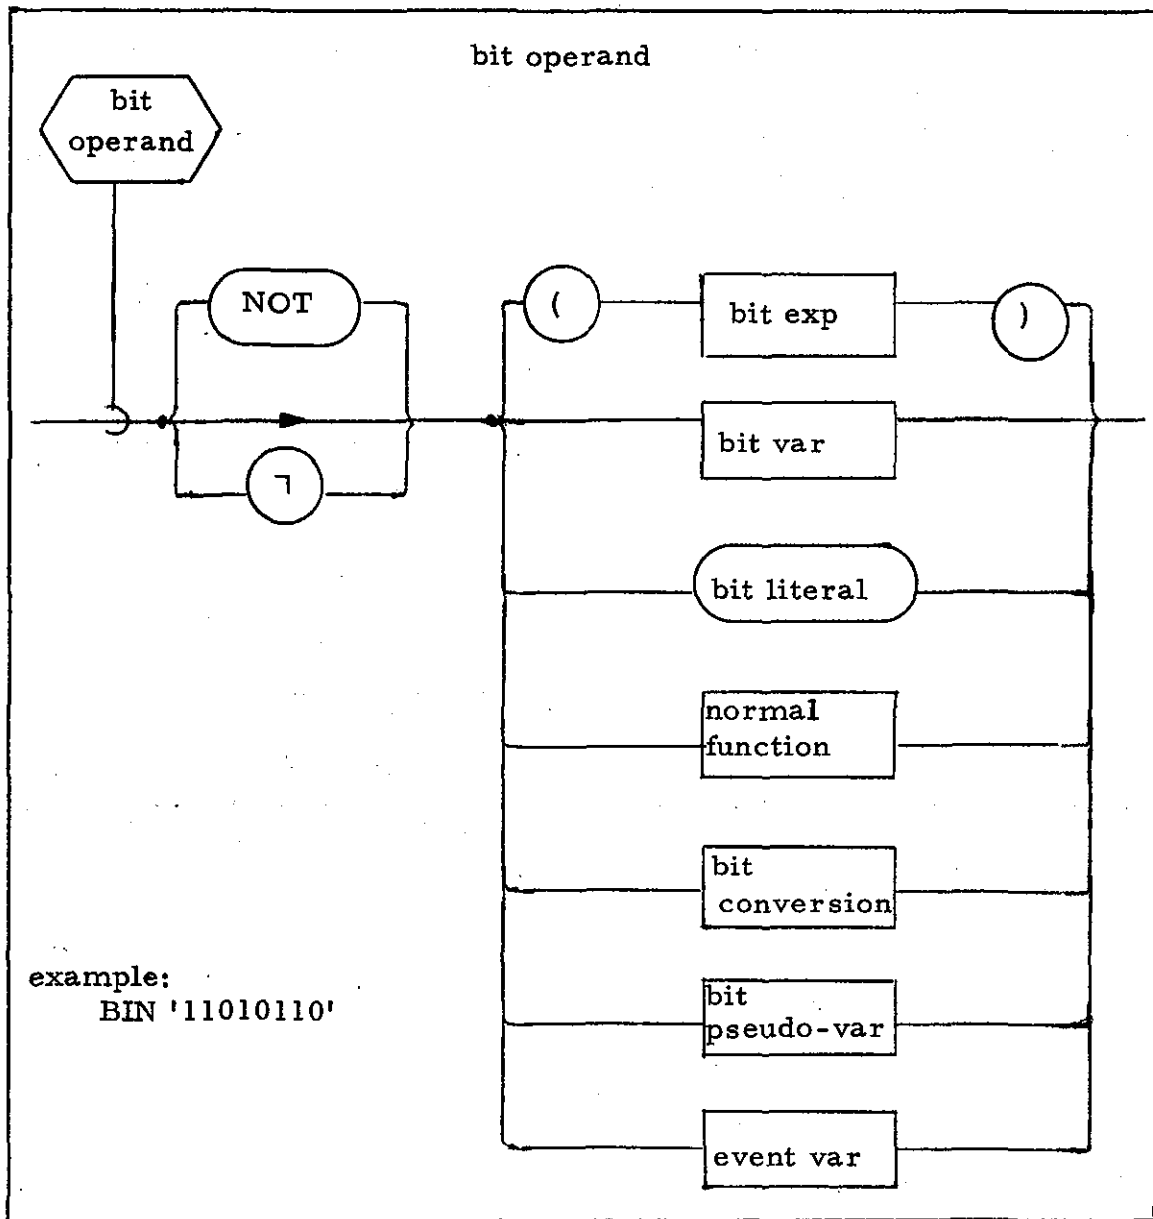 bit operand
bit
operand
NOT
¬
( bit exp )
bit var
bit literal
normal
function
bit
conversion
bit
pseudo-var
event var
example:
BIN '11010110'